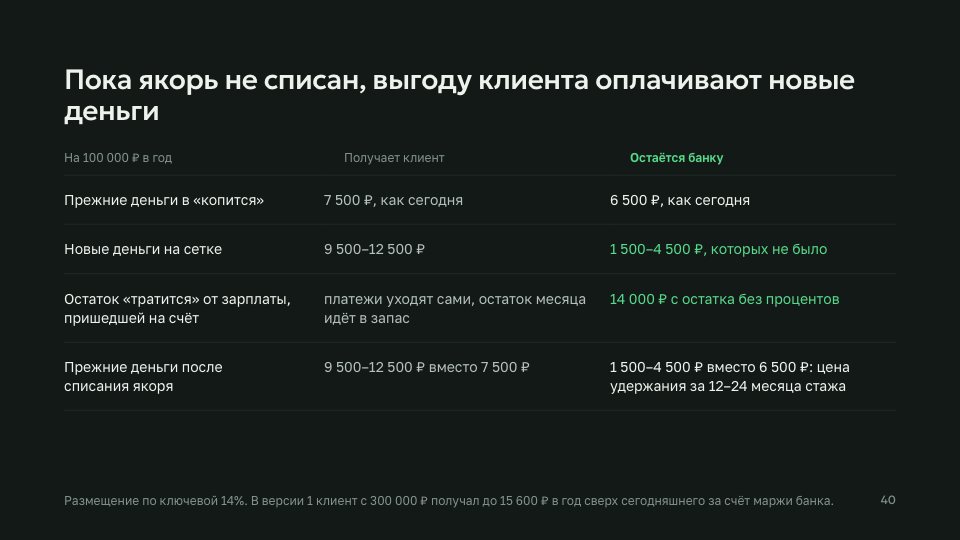 Пока якорь не списан, выгоду клиента оплачивают новые
деньги
На 100 000 ₽ в год
Получает клиент
Остаётся банку
Прежние деньги в «копится»
7 500 ₽, как сегодня
6 500 ₽, как сегодня
Новые деньги на сетке
9 500–12 500 ₽
1 500–4 500 ₽, которых не было
Остаток «тратится» от зарплаты,
пришедшей на счёт
платежи уходят сами, остаток месяца
идёт в запас
14 000 ₽ с остатка без процентов
Прежние деньги после
списания якоря
9 500–12 500 ₽ вместо 7 500 ₽
1 500–4 500 ₽ вместо 6 500 ₽: цена
удержания за 12–24 месяца стажа
Размещение по ключевой 14%. В версии 1 клиент с 300 000 ₽ получал до 15 600 ₽ в год сверх сегодняшнего за счёт маржи банка.
40